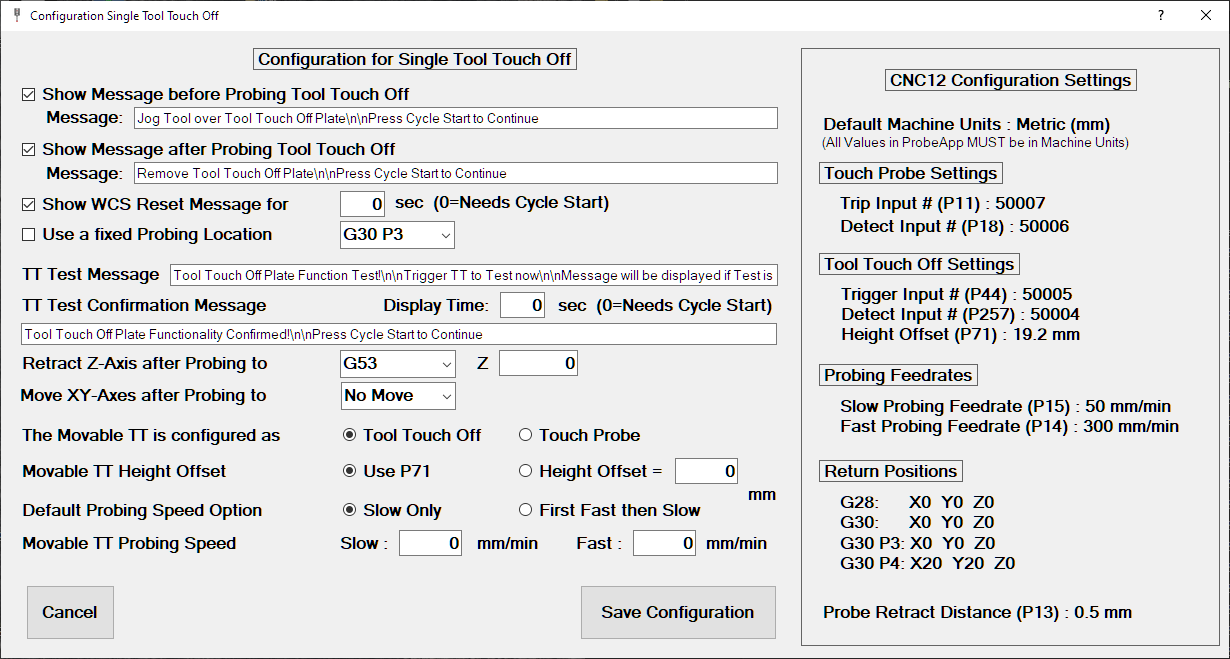 Configuration Single Tool Touch Off
?
Configuration for Single Tool Touch Off
Show Message before Probing Tool Touch Off
Message: Jog Tool over Tool Touch Off Plate\n\nPress Cycle Start to Continue
Show Message after Probing Tool Touch Off
Message: Remove Tool Touch Off Plate\n\nPress Cycle Start to Continue
Show WCS Reset Message for 0 sec (0=Needs Cycle Start)
Use a fixed Probing Location G30 P3
TT Test Message Tool Touch Off Plate Function Test!\n\nTrigger TT to Test now\n\nMessage will be displayed if Test is
TT Test Confirmation Message Display Time: 0 sec (0=Needs Cycle Start)
Tool Touch Off Plate Functionality Confirmed!\n\nPress Cycle Start to Continue
Retract Z-Axis after Probing to G53 Z 0
Move XY-Axes after Probing to No Move
The Movable TT is configured as Tool Touch Off Touch Probe
Movable TT Height Offset Use P71 Height Offset = 0
mm
Default Probing Speed Option Slow Only First Fast then Slow
Movable TT Probing Speed Slow : 0 mm/min Fast : 0 mm/min
Cancel Save Configuration
CNC12 Configuration Settings
Default Machine Units : Metric (mm)
(All Values in ProbeApp MUST be in Machine Units)
Touch Probe Settings
Trip Input # (P11) : 50007
Detect Input # (P18) : 50006
Tool Touch Off Settings
Trigger Input # (P44) : 50005
Detect Input # (P257) : 50004
Height Offset (P71) : 19.2 mm
Probing Feedrates
Slow Probing Feedrate (P15) : 50 mm/min
Fast Probing Feedrate (P14) : 300 mm/min
Return Positions
G28: X0 Y0 Z0
G30: X0 Y0 Z0
G30 P3: X0 Y0 Z0
G30 P4: X20 Y20 Z0
Probe Retract Distance (P13) : 0.5 mm